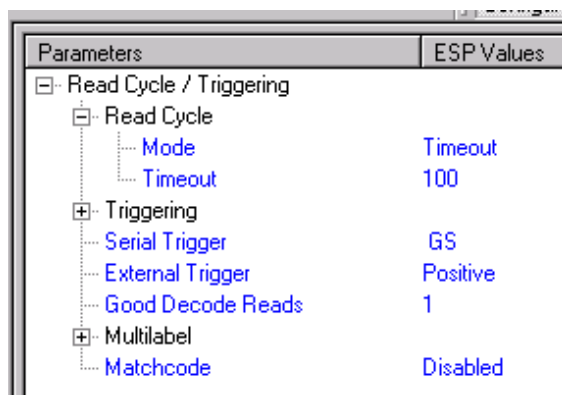 Parameters ESP Values
Read Cycle / Triggering
Read Cycle
Mode Timeout
Timeout 100
Triggering
Serial Trigger GS
External Trigger Positive
Good Decode Reads 1
Multilabel
Matchcode Disabled